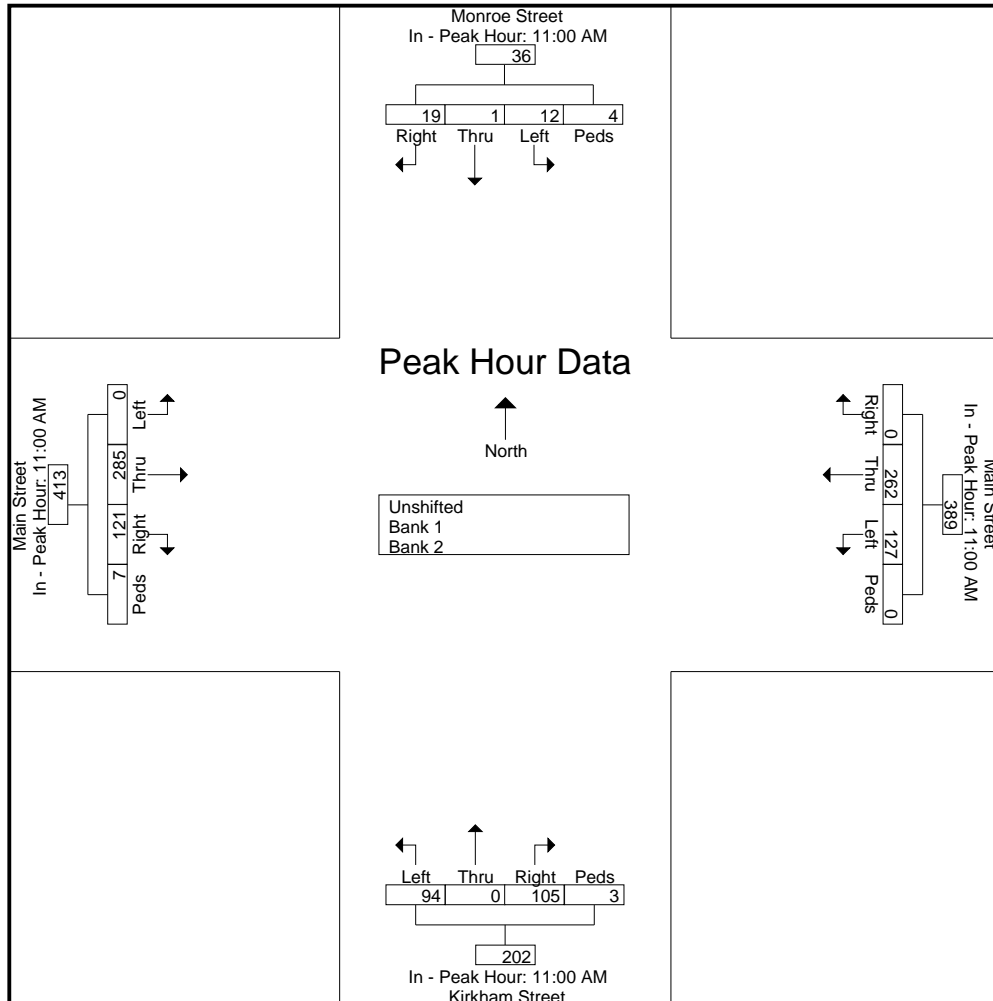 Monroe Street
In - Peak Hour: 11:00 AM
36
19 1 12 4
Right Thru Left Peds
Peak Hour Data
North
Unshifted
Bank 1
Bank 2
Main Street
In - Peak Hour: 11:00 AM
413
0 285 121 7
Left Thru Right Peds
Main Street
In - Peak Hour: 11:00 AM
389
0 262 127 0
Right Thru Left Peds
Left Thru Right Peds
94 0 105 3
202
In - Peak Hour: 11:00 AM
Kirkham Street